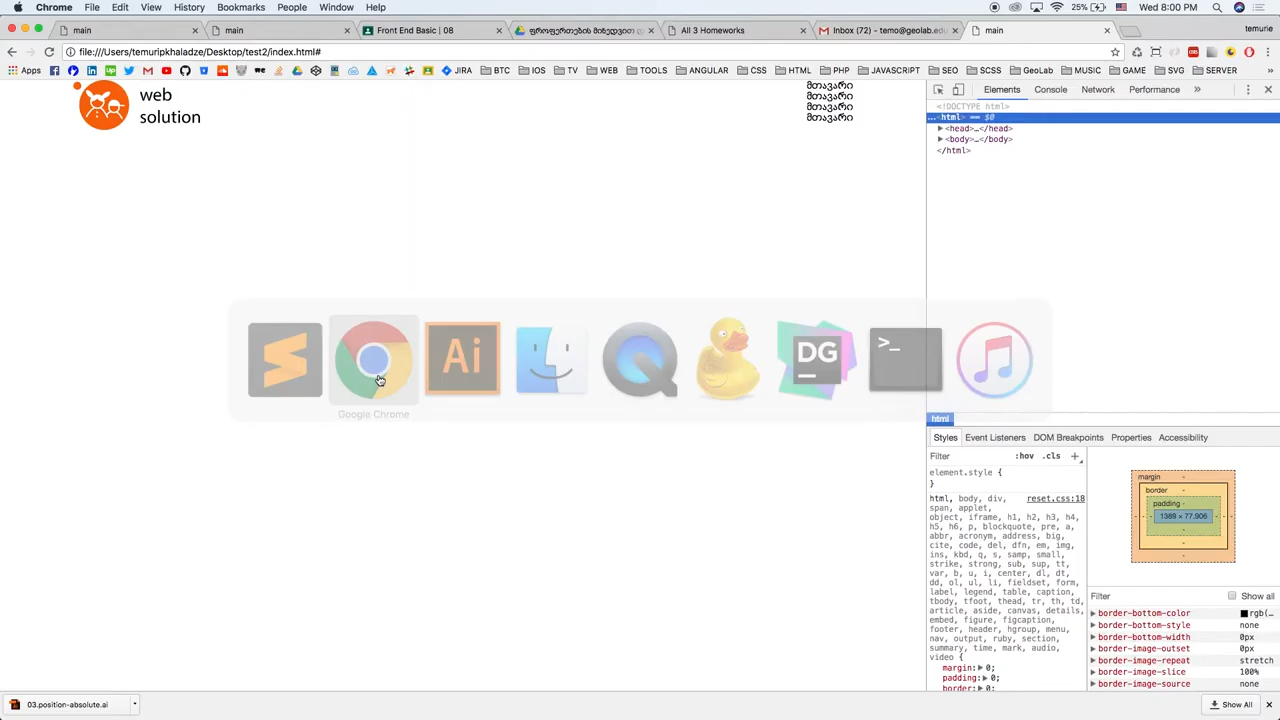 Chrome File Edit View History Bookmarks People Window Help 25% Wed 8:00 PM
main main Front End Basic | 08 All 3 Homeworks Inbox (72) - temo@geolab.edu main temurie
file:///Users/temuripkhaladze/Desktop/test2/index.html#
Apps JIRA BTC IOS TV WEB TOOLS ANGULAR CSS HTML PHP JAVASCRIPT SEO SCSS GeoLab MUSIC GAME SVG SERVER »
web
solution
მთავარი
მთავარი
მთავარი
მთავარი
Elements Console Network Performance »
<!DOCTYPE html>
...<html> == $0
<head>…</head>
<body>…</body>
</html>
Ai
DG
>_
Google Chrome
html
Styles Event Listeners DOM Breakpoints Properties Accessibility
Filter :hov .cls +
element.style {
}
html, body, div, reset.css:18
span, applet,
object, iframe, h1, h2, h3, h4,
h5, h6, p, blockquote, pre, a,
abbr, acronym, address, big,
cite, code, del, dfn, em, img,
ins, kbd, q, s, samp, small,
strike, strong, sub, sup, tt,
var, b, u, i, center, dl, dt,
dd, ol, ul, li, fieldset, form,
label, legend, table, caption,
tbody, tfoot, thead, tr, th, td,
article, aside, canvas, details,
embed, figure, figcaption,
footer, header, hgroup, menu,
nav, output, ruby, section,
summary, time, mark, audio,
video {
margin: 0;
padding: 0;
border: 0;
margin -
border -
padding -
1389 × 77.906
Filter Show all
border-bottom-color rgb(…
border-bottom-style none
border-bottom-width 0px
border-image-outset 0px
border-image-repeat stretch
border-image-slice 100%
border-image-source none
03.position-absolute.ai
Show All